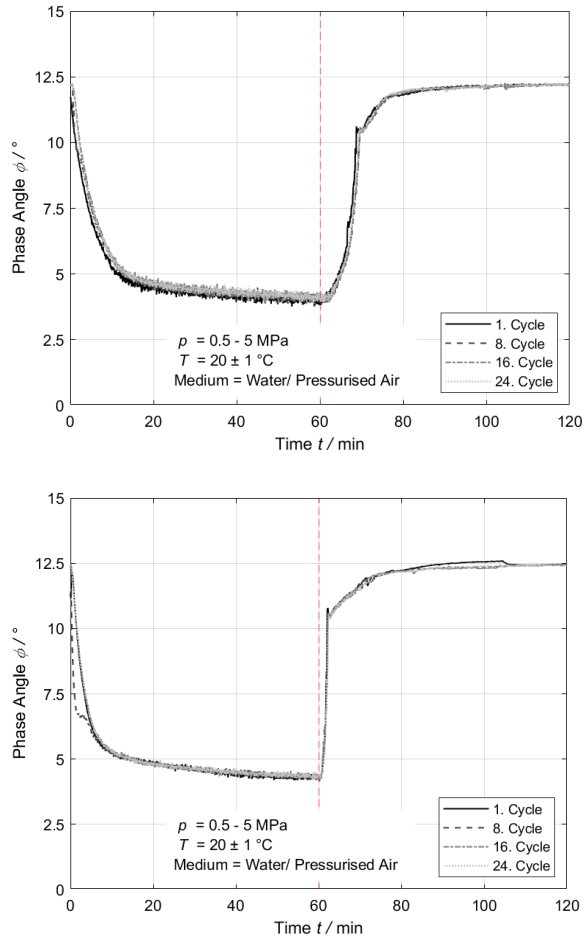 15
12.5
10
7.5
5
2.5
0
Phase Angle ϕ / °
p = 0.5 - 5 MPa
T = 20 ± 1 °C
Medium = Water/ Pressurised Air
1. Cycle
8. Cycle
16. Cycle
24. Cycle
0 20 40 60 80 100 120
Time t / min
15
12.5
10
7.5
5
2.5
0
Phase Angle ϕ / °
p = 0.5 - 5 MPa
T = 20 ± 1 °C
Medium = Water/ Pressurised Air
1. Cycle
8. Cycle
16. Cycle
24. Cycle
0 20 40 60 80 100 120
Time t / min